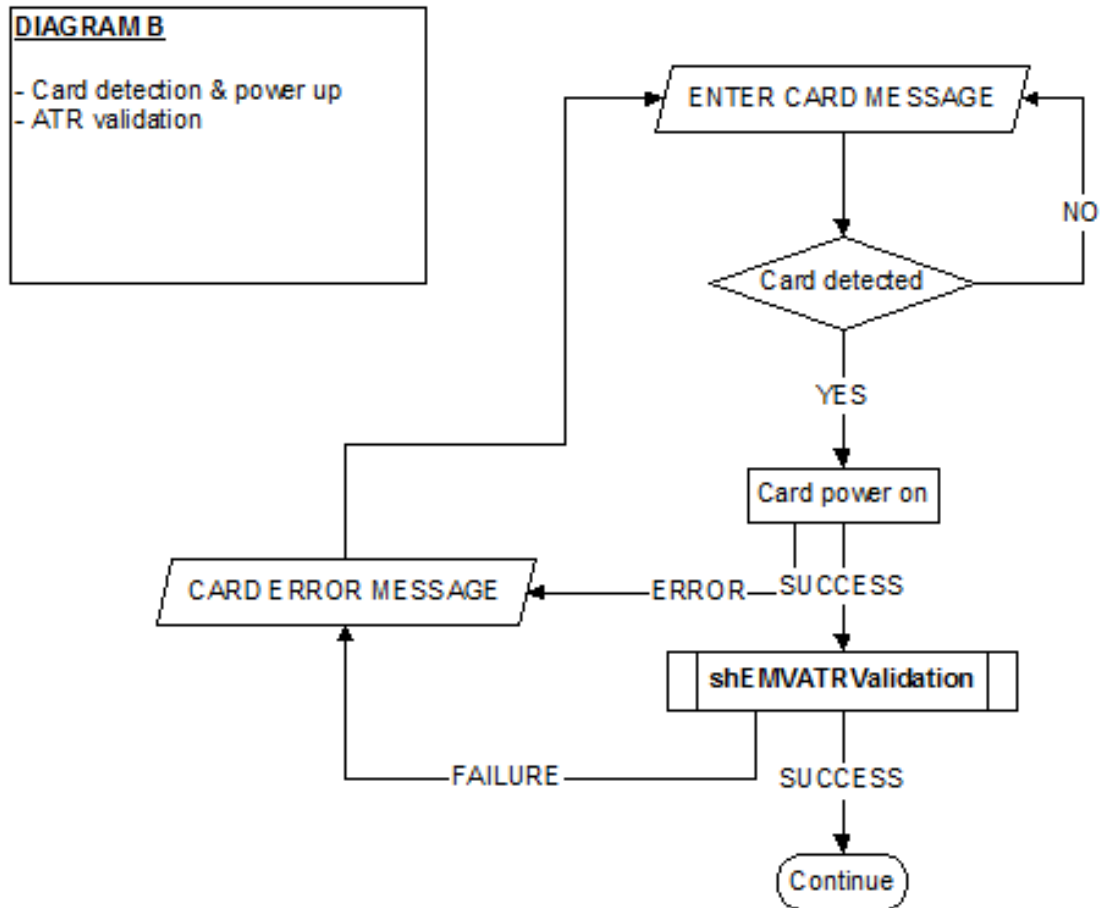 DIAGRAM B
- Card detection & power up
- ATR validation
ENTER CARD MESSAGE
NO
Card detected
YES
Card power on
CARD ERROR MESSAGE
ERROR
SUCCESS
shEMVATRValidation
FAILURE
SUCCESS
Continue